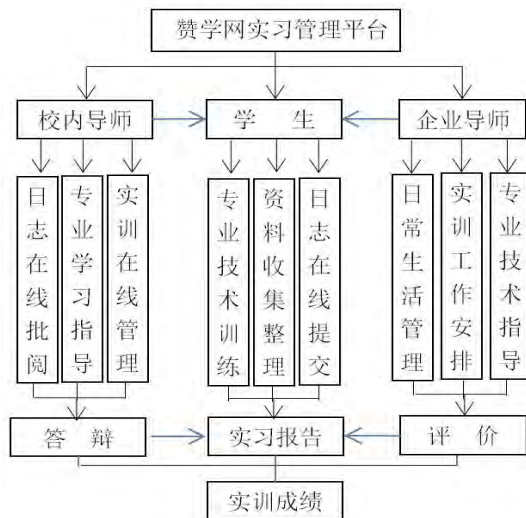 赞学网实习管理平台
校内导师
学 生
企业导师
日志在线批阅
专业学习指导
实训在线管理
专业技术训练
资料收集整理
日志在线提交
日常生活管理
实训工作安排
专业技术指导
答 辩
实习报告
评 价
实训成绩